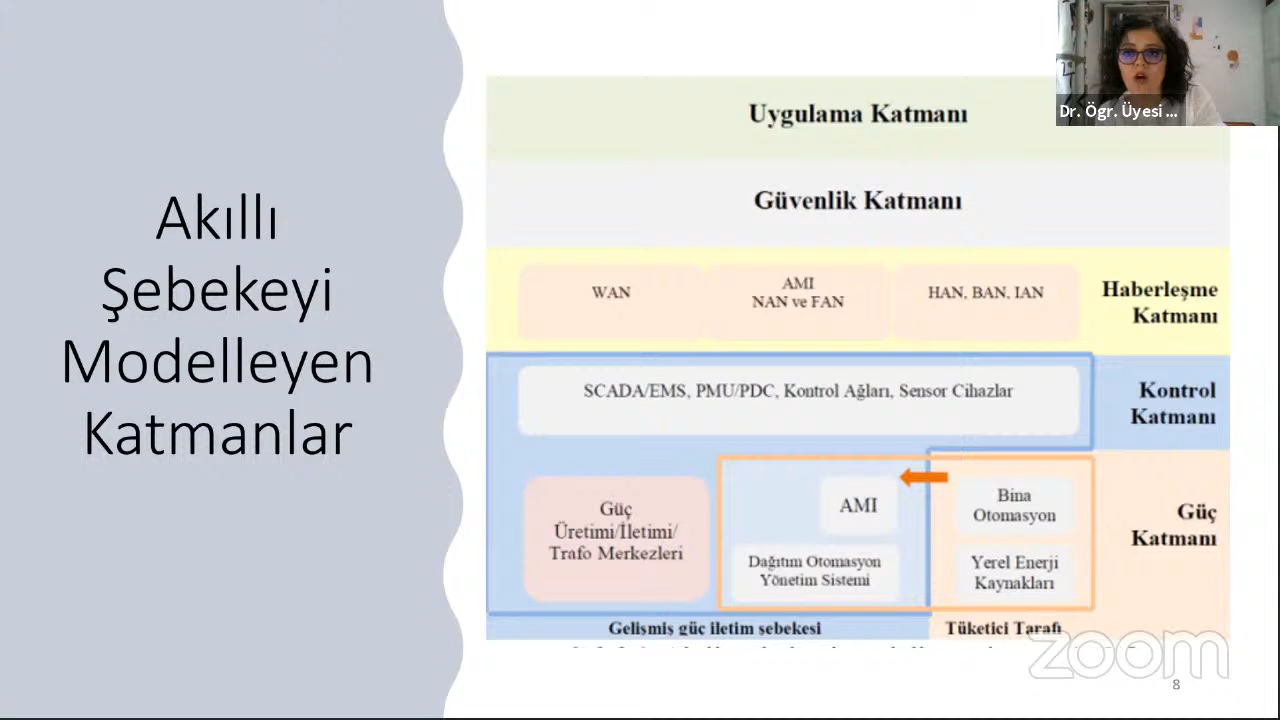 Akıllı
Şebekeyi
Modelleyen
Katmanlar
Dr. Ögr. Üyesi ...
Uygulama Katmanı
Güvenlik Katmanı
WAN
AMI
NAN ve FAN
HAN, BAN, IAN
Haberleşme
Katmanı
SCADA/EMS, PMU/PDC, Kontrol Ağları, Sensor Cihazlar
Kontrol
Katmanı
Güç
Üretimi/İletimi/
Trafo Merkezleri
AMI
Dağıtım Otomasyon
Yönetim Sistemi
Bina
Otomasyon
Yerel Enerji
Kaynakları
Güç
Katmanı
Gelişmiş güç iletim şebekesi
Tüketici Tarafı
zoom
8